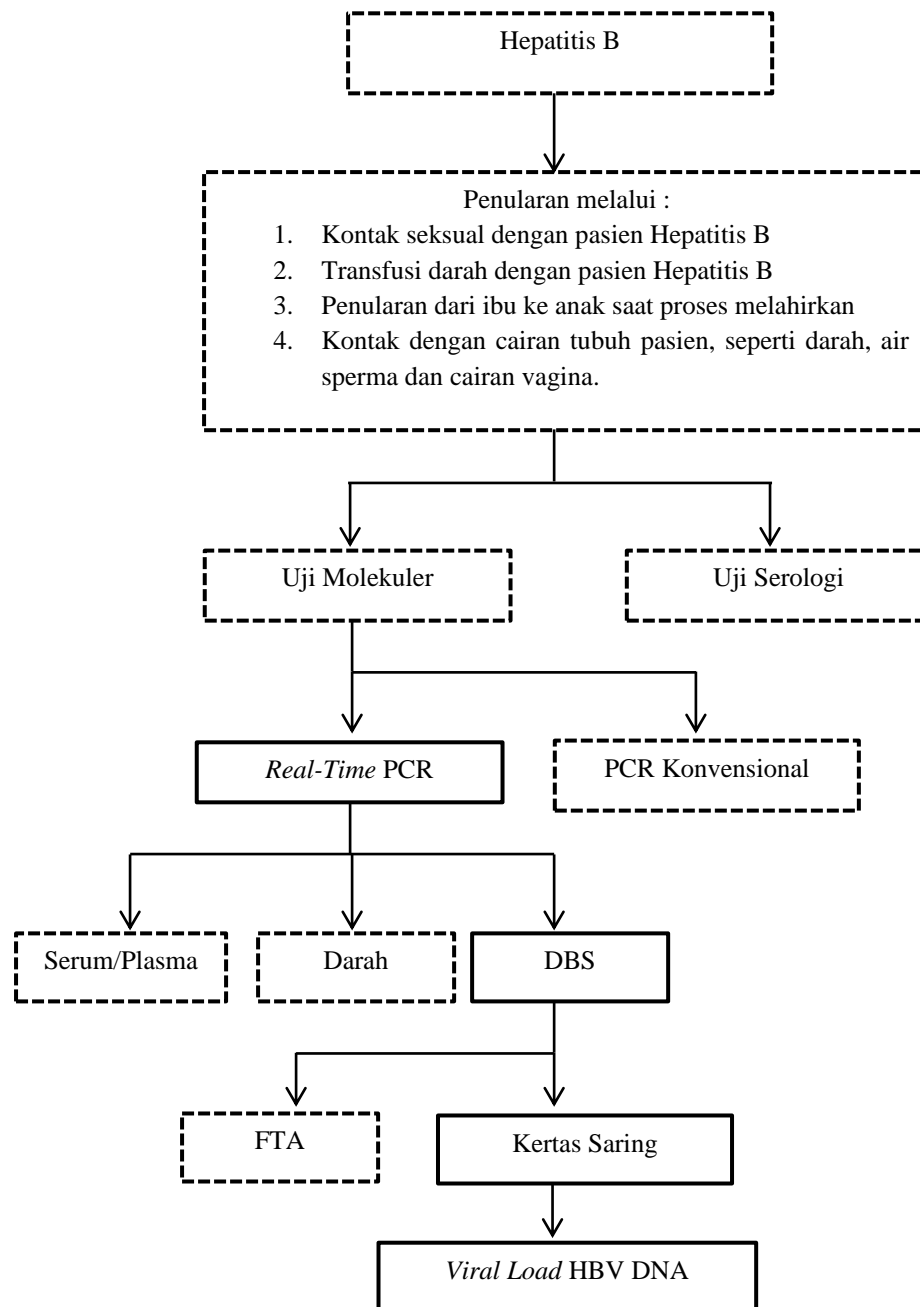 Hepatitis B
Penularan melalui :
1. Kontak seksual dengan pasien Hepatitis B
2. Transfusi darah dengan pasien Hepatitis B
3. Penularan dari ibu ke anak saat proses melahirkan
4. Kontak dengan cairan tubuh pasien, seperti darah, air
sperma dan cairan vagina.
Uji Molekuler
Uji Serologi
Real-Time PCR
PCR Konvensional
Serum/Plasma
Darah
DBS
FTA
Kertas Saring
Viral Load HBV DNA